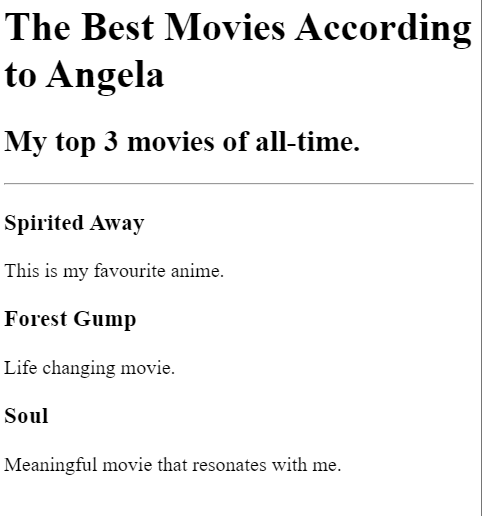 The Best Movies According
to Angela
My top 3 movies of all-time.
Spirited Away
This is my favourite anime.
Forest Gump
Life changing movie.
Soul
Meaningful movie that resonates with me.